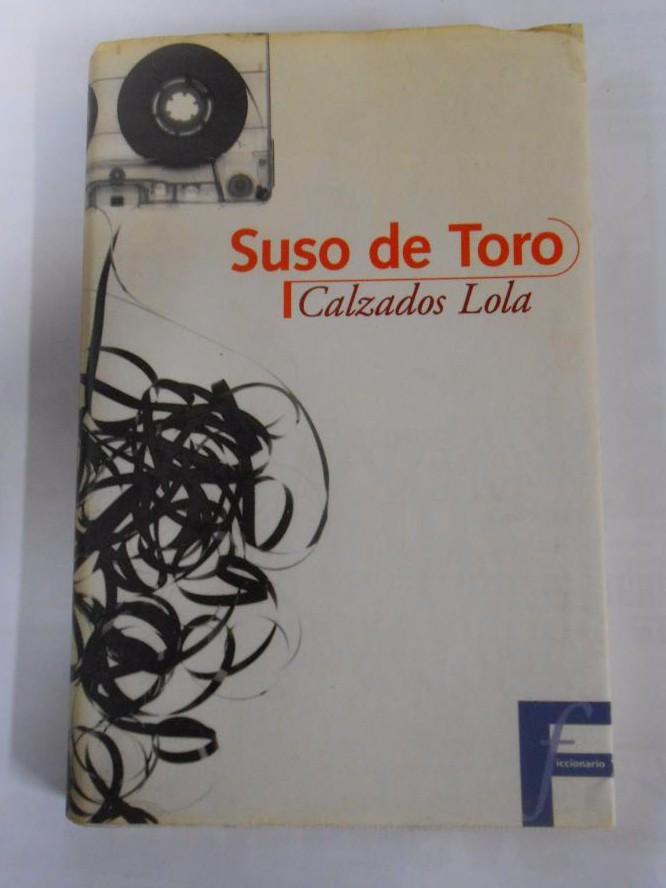 Suso de Toro
Calzados Lola
Ficcionario